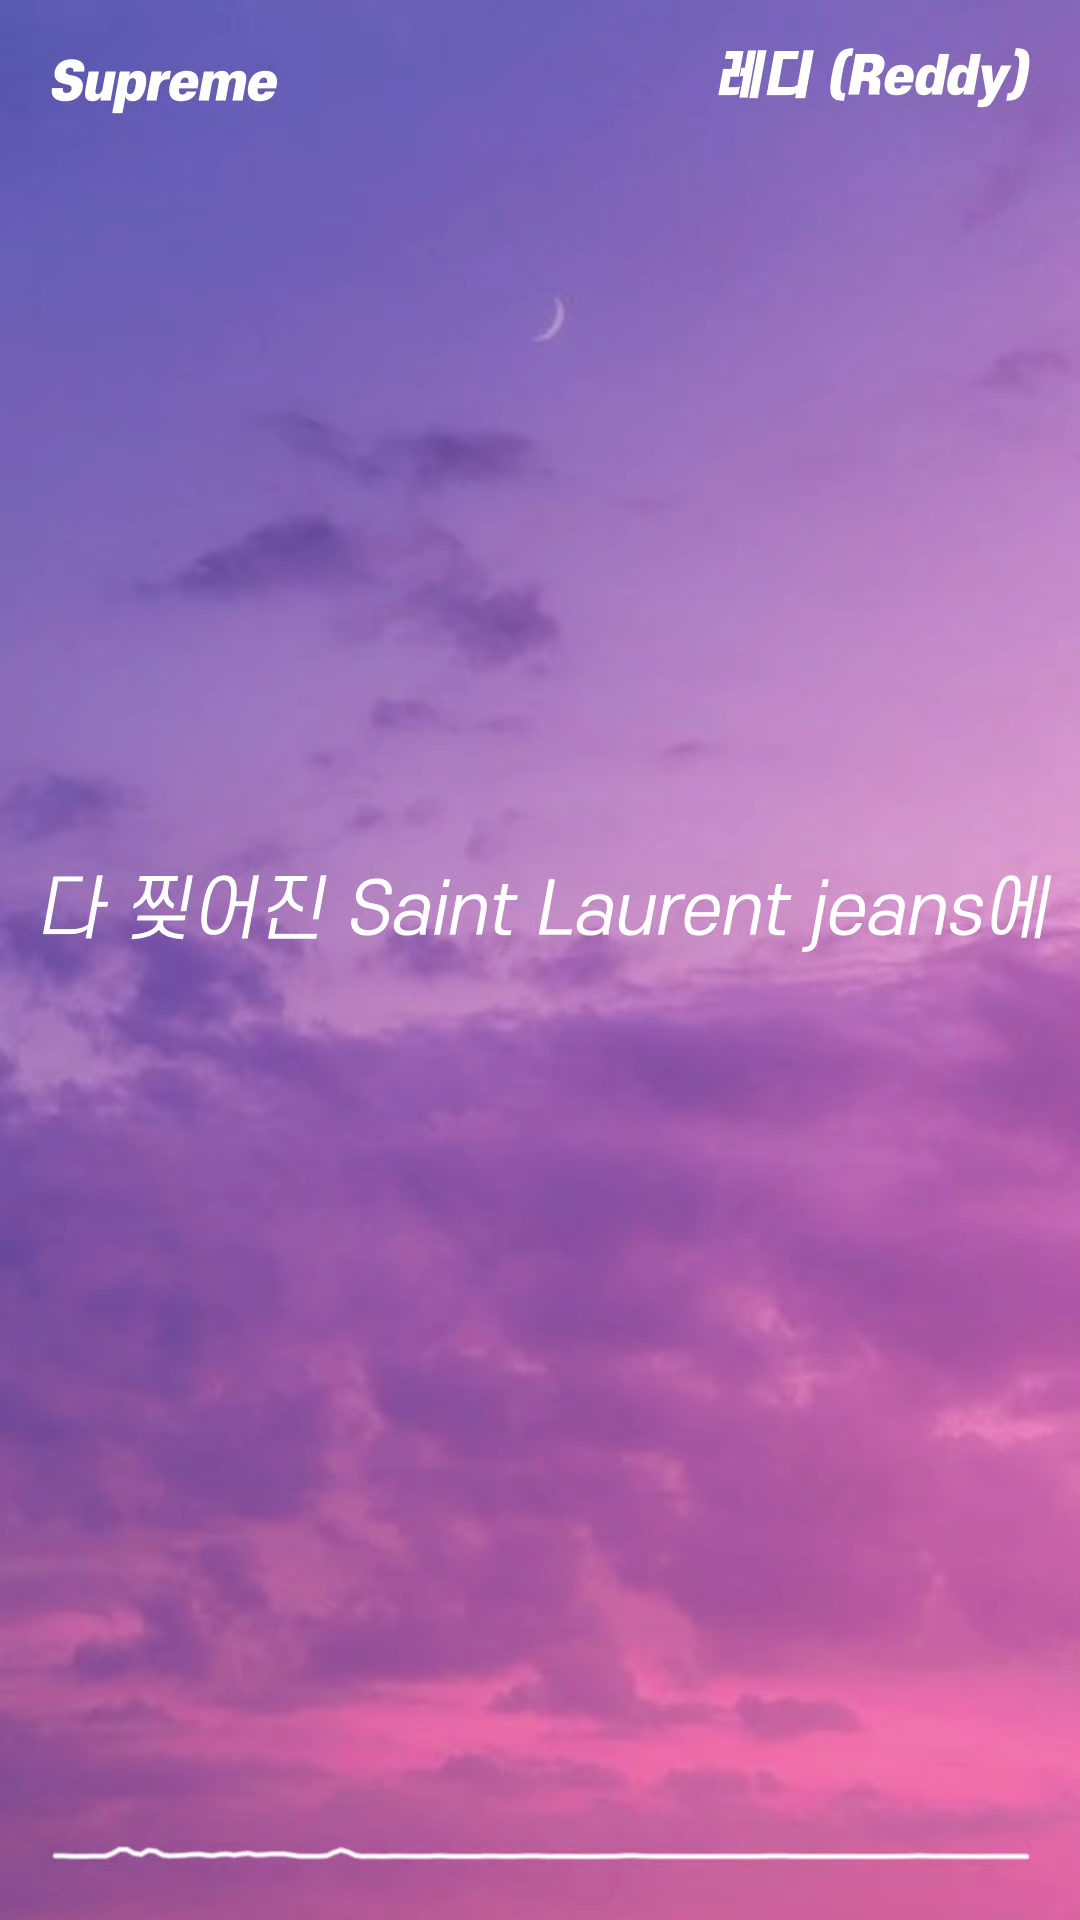 Supreme
레디 (Reddy)
다 찢어진 Saint Laurent jeans에